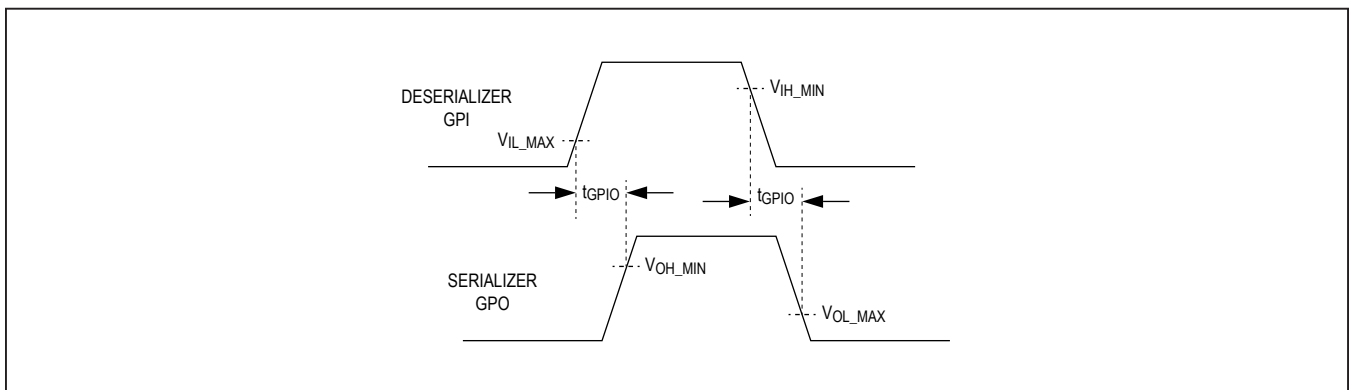 DESERIALIZER
GPI
VIH_MIN
VIL_MAX
tGPIO
tGPIO
SERIALIZER
GPO
VOH_MIN
VOL_MAX